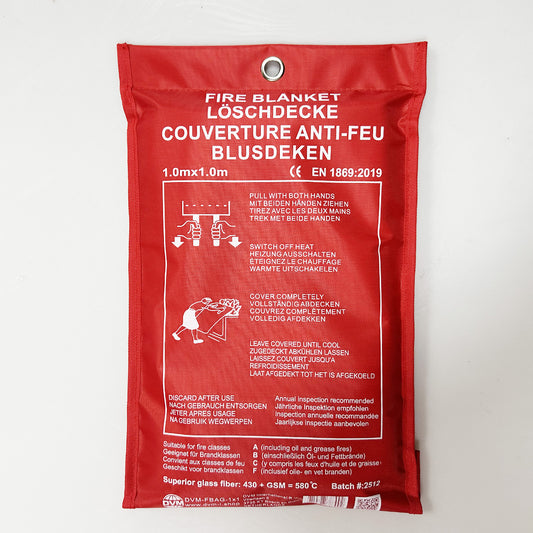 FIRE BLANKET
LÖSCHDECKE
COUVERTURE ANTI-FEU
BLUSDEKEN
1.0mx1.0m CE EN 1869:2019
PULL WITH BOTH HANDS
MIT BEIDEN HÄNDEN ZIEHEN
TIREZ AVEC LES DEUX MAINS
TREK MET BEIDE HANDEN
SWITCH OFF HEAT
HEIZUNG AUSSCHALTEN
ÉTEIGNEZ LE CHAUFFAGE
WARMTE UITSCHAKELEN
COVER COMPLETELY
VOLLSTÄNDIG ABDECKEN
COUVREZ COMPLÈTEMENT
VOLLEDIG AFDEKKEN
LEAVE COVERED UNTIL COOL
ZUGEDECKT ABKÜHLEN LASSEN
LAISSEZ COUVERT JUSQU'A
REFROIDISSEMENT
LAAT AFGEDEKT TOT HET IS AFGEKOELD
DISCARD AFTER USE
NACH GEBRAUCH ENTSORGEN
JETER APRES USAGE
NA GEBRUIK WEGWERPEN
Annual Inspection recommended
Jährliche Inspektion empfohlen
Inspection annuelle recommandée
Jaarlijkse inspectie aanbevolen
Suitable for fire classes
Geeignet für Brandklassen
Convient aux classes de feu
Geschikt voor brandklassen
A (including oil and grease fires)
B (einschließlich Öl- und Fettbrände)
C (y compris les feux d'huile et de graisse
F (inclusief olie- en vet branden)
Superior glass fiber: 430 + GSM = 580℃ Batch #:2512
DVM DVM-FBAG-1x1
www.dvm-i.shop